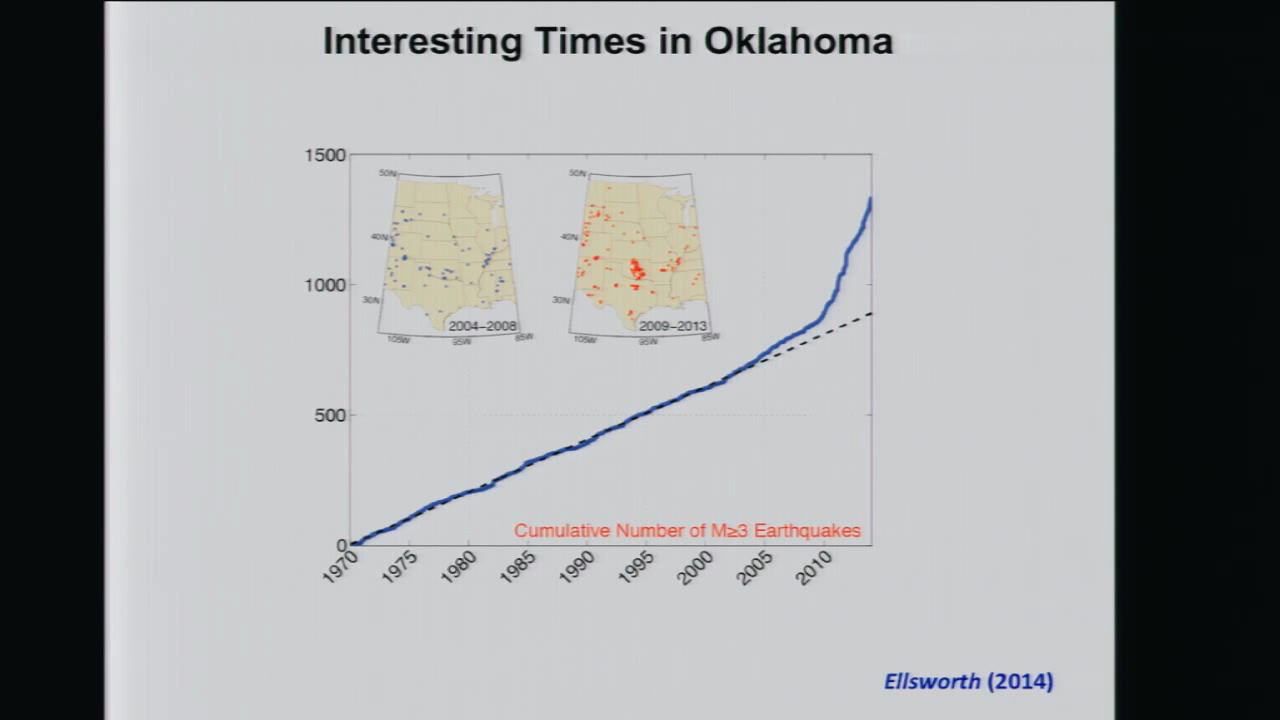 Interesting Times in Oklahoma
1500
1000
500
0
50N
40N
30N
105W
95W
85W
2004–2008
50N
40N
30N
105W
95W
85W
2009–2013
Cumulative Number of M≥3 Earthquakes
1970
1975
1980
1985
1990
1995
2000
2005
2010
Ellsworth (2014)